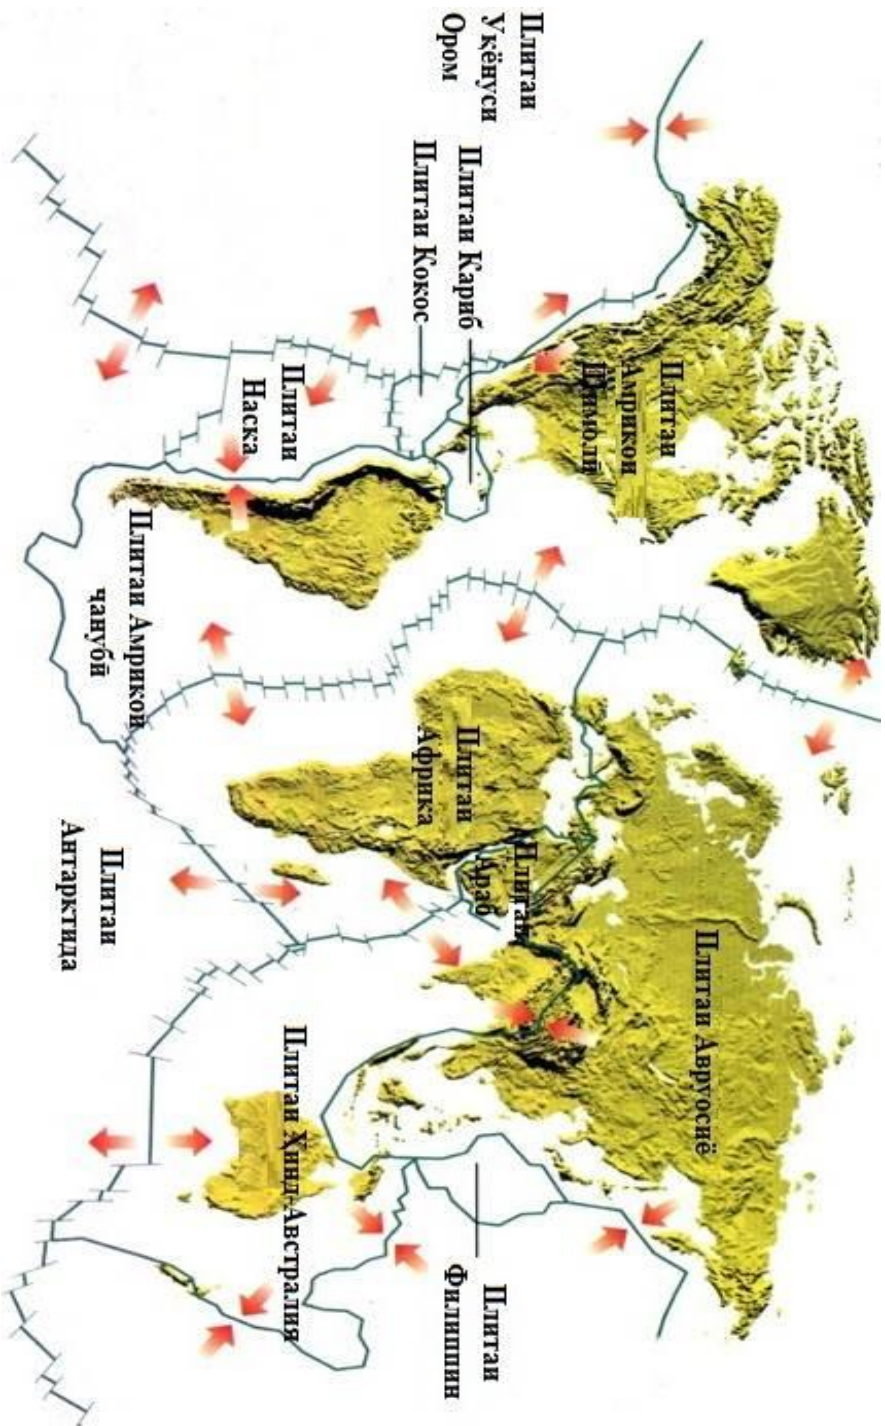 Плитаи
Уқёнуси
Ором
Плитаи Кариб
Плитаи Кокос
Плитаи
Амрикои
Шимолӣ
Плитаи
Наска
Плитаи Амрикои
ҷанубӣ
Плитаи
Африка
Плитаи
Араб
Плитаи
Антарктида
Плитаи Авруосиё
Плитаи Ҳинд-Австралия
Плитаи
Филиппин